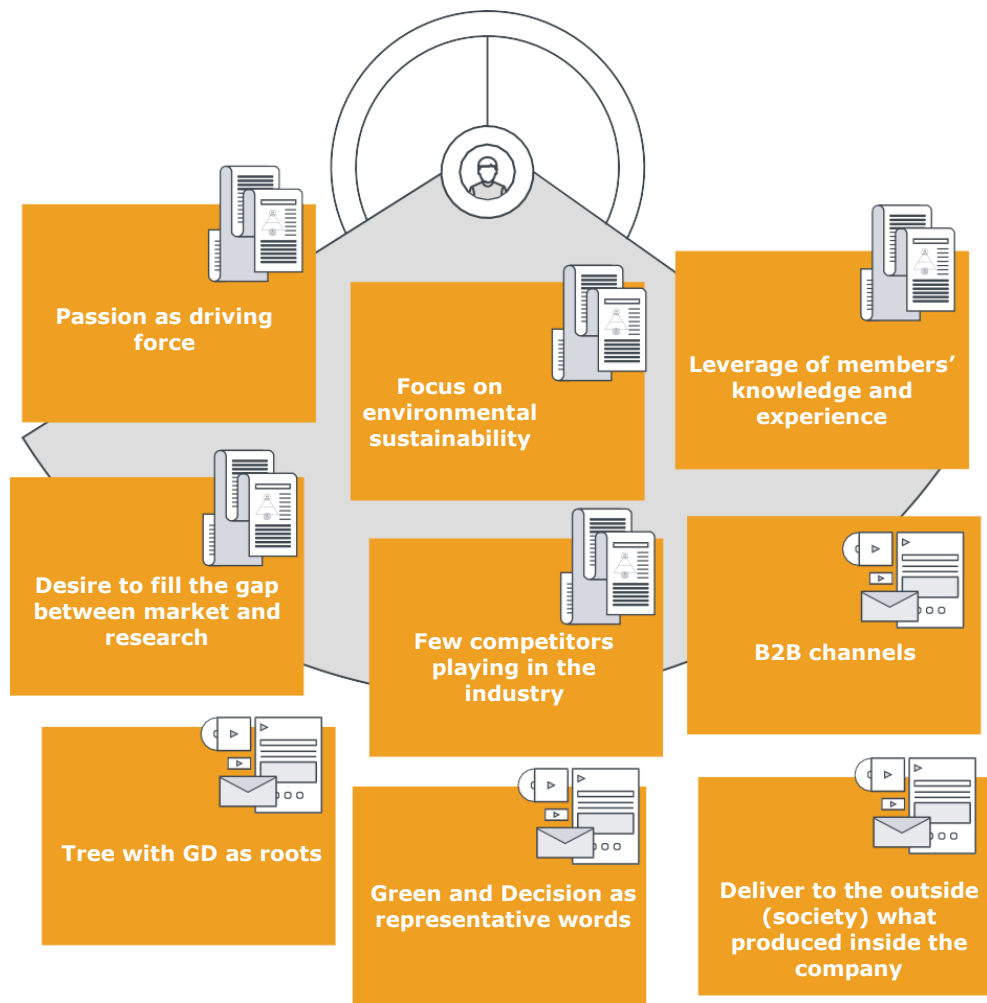 Passion as driving
force
Focus on
environmental
sustainability
Leverage of members’
knowledge and
experience
Desire to fill the gap
between market and
research
Few competitors
playing in the
industry
B2B channels
Tree with GD as roots
Green and Decision as
representative words
Deliver to the outside
(society) what
produced inside the
company